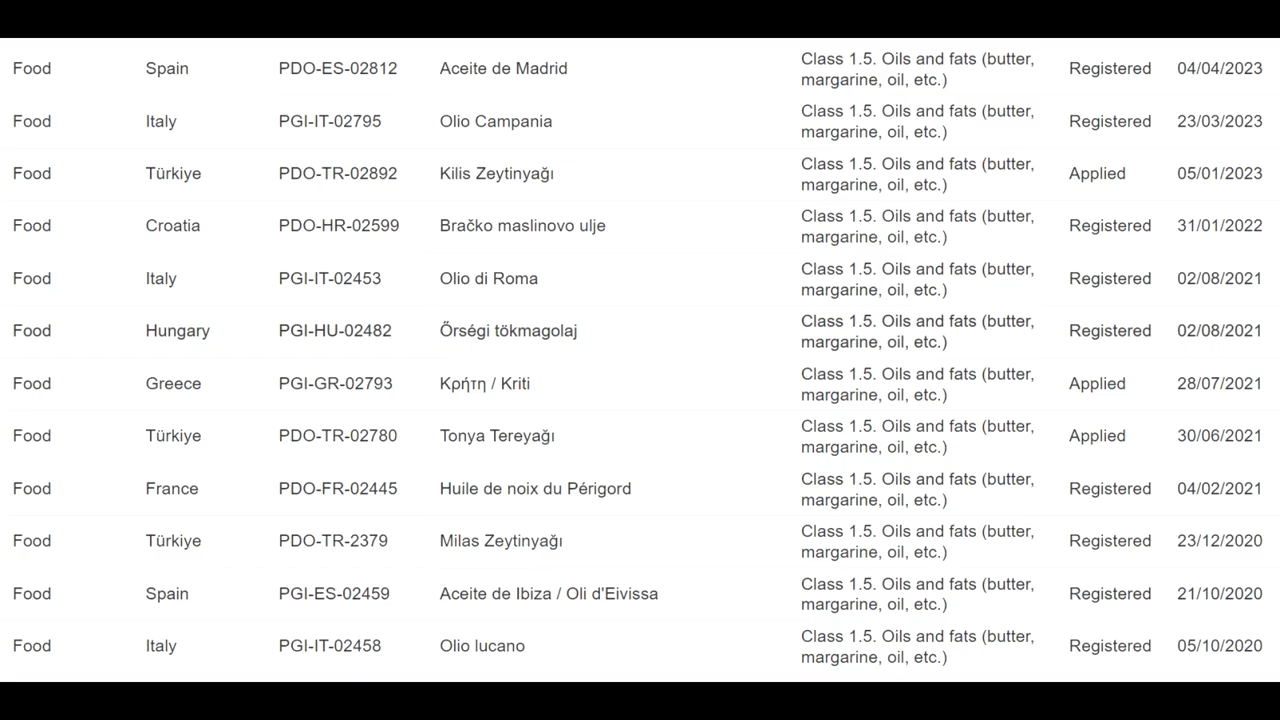 Food Spain PDO-ES-02812 Aceite de Madrid Class 1.5. Oils and fats (butter, margarine, oil, etc.) Registered 04/04/2023
Food Italy PGI-IT-02795 Olio Campania Class 1.5. Oils and fats (butter, margarine, oil, etc.) Registered 23/03/2023
Food Türkiye PDO-TR-02892 Kilis Zeytinyağı Class 1.5. Oils and fats (butter, margarine, oil, etc.) Applied 05/01/2023
Food Croatia PDO-HR-02599 Bračko maslinovo ulje Class 1.5. Oils and fats (butter, margarine, oil, etc.) Registered 31/01/2022
Food Italy PGI-IT-02453 Olio di Roma Class 1.5. Oils and fats (butter, margarine, oil, etc.) Registered 02/08/2021
Food Hungary PGI-HU-02482 Őrségi tökmagolaj Class 1.5. Oils and fats (butter, margarine, oil, etc.) Registered 02/08/2021
Food Greece PGI-GR-02793 Κρήτη / Kriti Class 1.5. Oils and fats (butter, margarine, oil, etc.) Applied 28/07/2021
Food Türkiye PDO-TR-02780 Tonya Tereyağı Class 1.5. Oils and fats (butter, margarine, oil, etc.) Applied 30/06/2021
Food France PDO-FR-02445 Huile de noix du Périgord Class 1.5. Oils and fats (butter, margarine, oil, etc.) Registered 04/02/2021
Food Türkiye PDO-TR-2379 Milas Zeytinyağı Class 1.5. Oils and fats (butter, margarine, oil, etc.) Registered 23/12/2020
Food Spain PGI-ES-02459 Aceite de Ibiza / Oli d'Eivissa Class 1.5. Oils and fats (butter, margarine, oil, etc.) Registered 21/10/2020
Food Italy PGI-IT-02458 Olio lucano Class 1.5. Oils and fats (butter, margarine, oil, etc.) Registered 05/10/2020